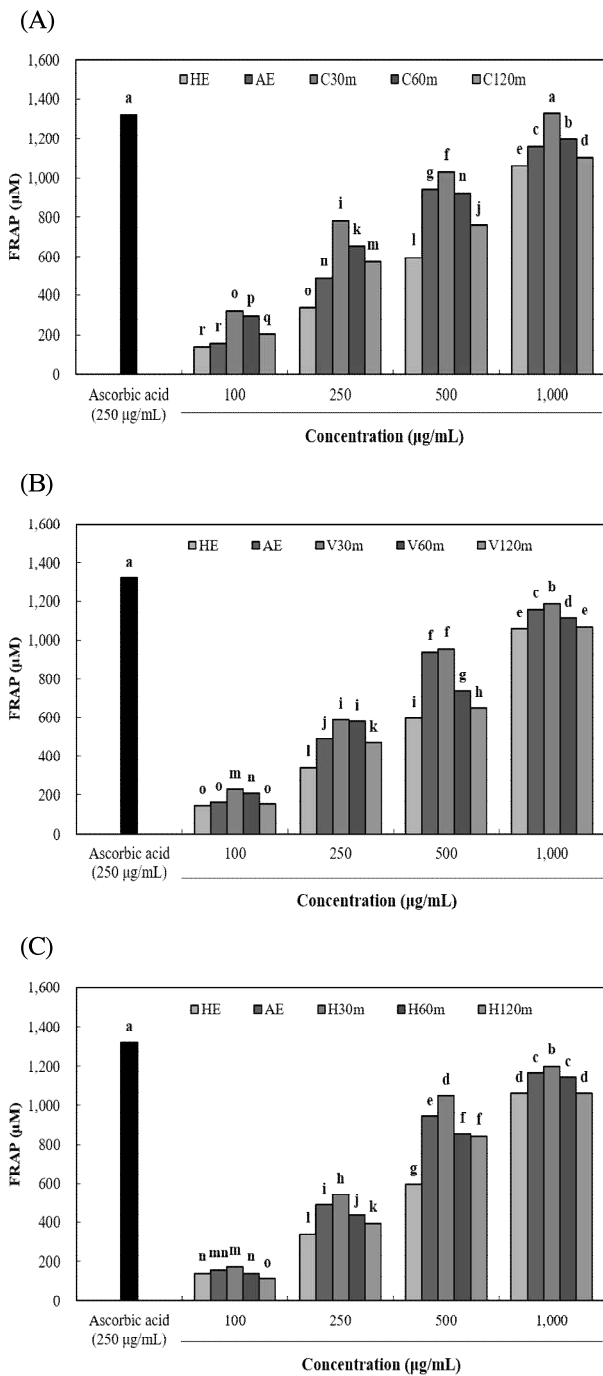 (A)
1,600
1,400
1,200
1,000
800
600
400
200
0
FRAP (µM)
HE AE C30m C60m C120m
a
r r o p q
o n i k m
l g f n j
e c a b d
Ascorbic acid
(250 µg/mL)
100 250 500 1,000
Concentration (µg/mL)
(B)
1,600
1,400
1,200
1,000
800
600
400
200
0
FRAP (µM)
HE AE V30m V60m V120m
a
o o m n o
l j i i k
i f f g h
e c b d e
Ascorbic acid
(250 µg/mL)
100 250 500 1,000
Concentration (µg/mL)
(C)
1,600
1,400
1,200
1,000
800
600
400
200
0
FRAP (µM)
HE AE H30m H60m H120m
a
n mn m n o
l i h j k
g e d f f
d c b c d
Ascorbic acid
(250 µg/mL)
100 250 500 1,000
Concentration (µg/mL)